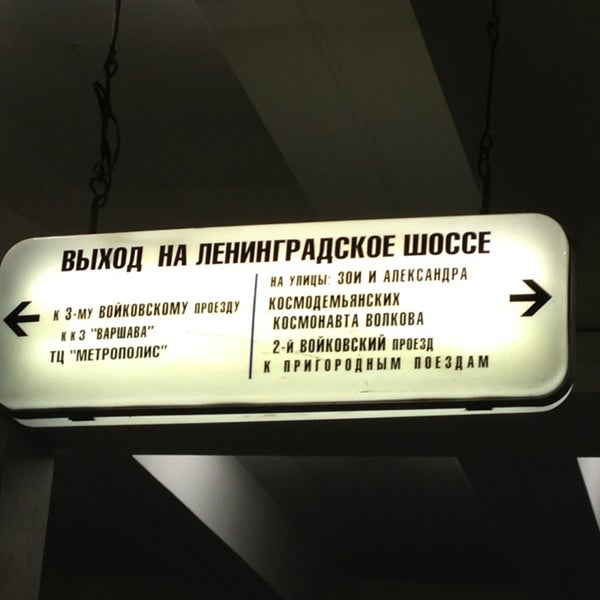 ВЫХОД НА ЛЕНИНГРАДСКОЕ ШОССЕ
К 3-МУ ВОЙКОВСКОМУ ПРОЕЗДУ
К КЗ "ВАРШАВА"
ТЦ "МЕТРОПОЛИС"
НА УЛИЦЫ: ЗОИ И АЛЕКСАНДРА
КОСМОДЕМЬЯНСКИХ
КОСМОНАВТА ВОЛКОВА
2-Й ВОЙКОВСКИЙ ПРОЕЗД
К ПРИГОРОДНЫМ ПОЕЗДАМ